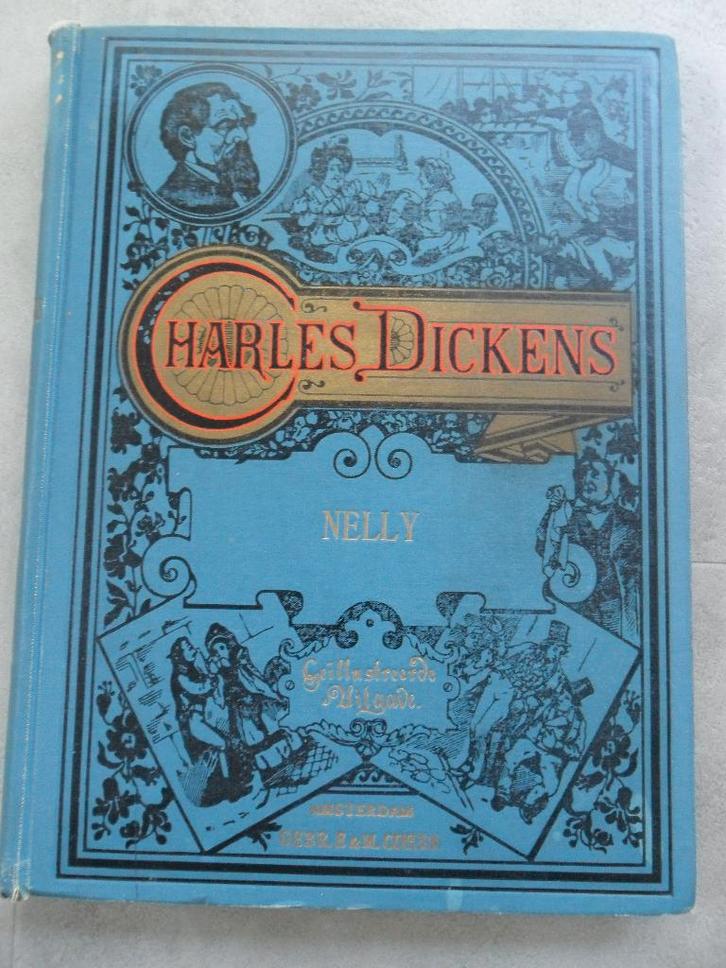 CHARLES DICKENS
NELLY
Geïllustreerde
Uitgave.
AMSTERDAM
GEBR. E & M. COHEN